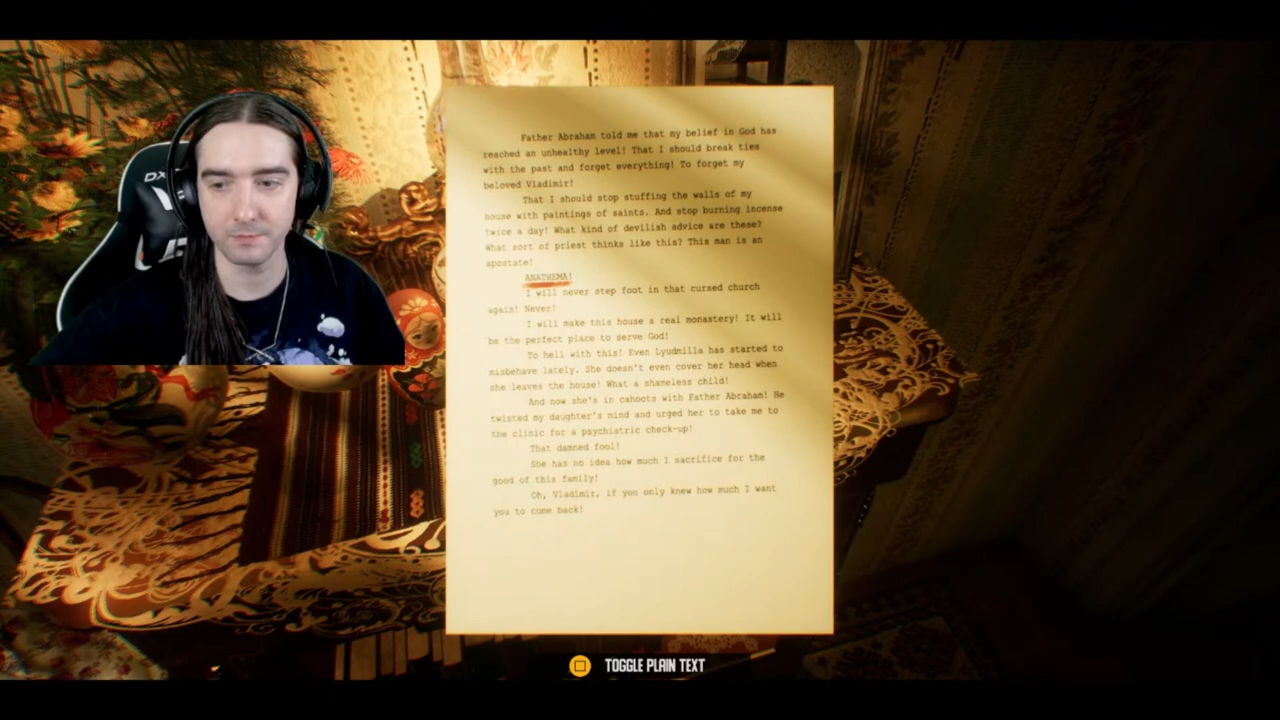 DX
Father Abraham told me that my belief in God has
reached an unhealthy level! That I should break ties
with the past and forget everything! To forget my
beloved Vladimir!
That I should stop stuffing the walls of my
house with paintings of saints. And stop burning incense
twice a day! What kind of devilish advice are these?
What sort of priest thinks like this? This man is an
apostate!
ANATHEMA!
I will never step foot in that cursed church
again! Never!
I will make this house a real monastery! It will
be the perfect place to serve God!
To hell with this! Even Lyudmilla has started to
misbehave lately. She doesn't even cover her head when
she leaves the house! What a shameless child!
And now she's in cahoots with Father Abraham! He
twisted my daughter's mind and urged her to take me to
the clinic for a psychiatric check-up!
That damned fool!
She has no idea how much I sacrifice for the
good of this family!
Oh, Vladimir, if you only knew how much I want
you to come back!
TOGGLE PLAIN TEXT